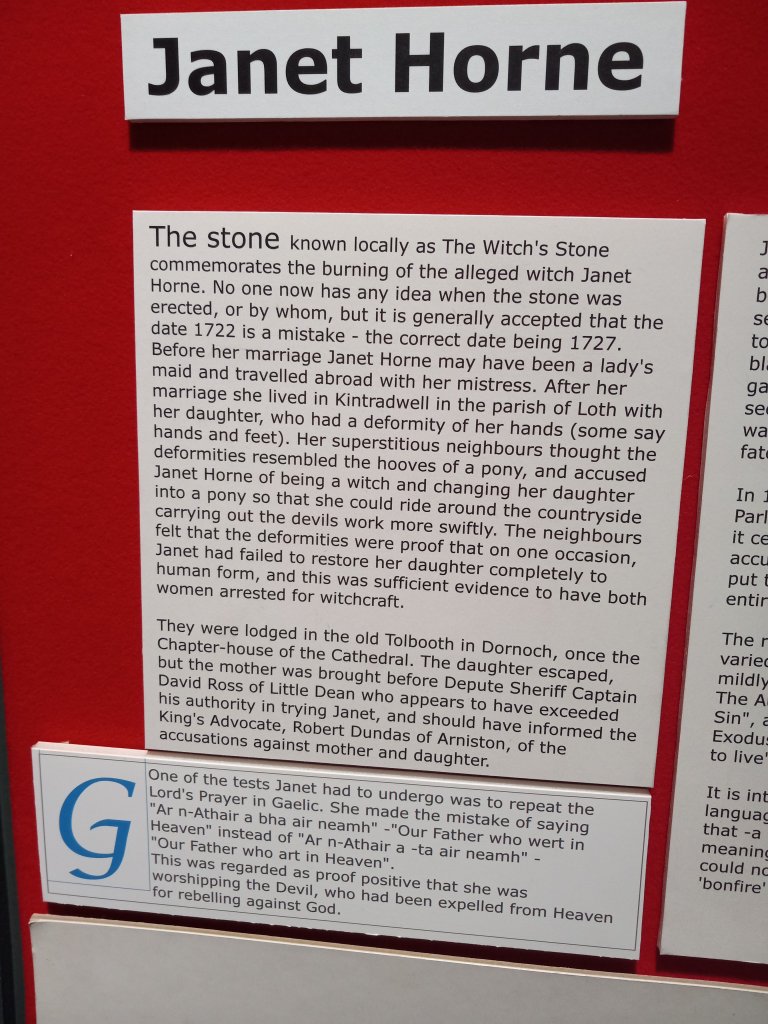 Janet Horne
The stone known locally as The Witch's Stone
commemorates the burning of the alleged witch Janet
Horne. No one now has any idea when the stone was
erected, or by whom, but it is generally accepted that the
date 1722 is a mistake - the correct date being 1727.
Before her marriage Janet Horne may have been a lady's
maid and travelled abroad with her mistress. After her
marriage she lived in Kintradwell in the parish of Loth with
her daughter, who had a deformity of her hands (some say
hands and feet). Her superstitious neighbours thought the
deformities resembled the hooves of a pony, and accused
Janet Horne of being a witch and changing her daughter
into a pony so that she could ride around the countryside
carrying out the devils work more swiftly. The neighbours
felt that the deformities were proof that on one occasion,
Janet had failed to restore her daughter completely to
human form, and this was sufficient evidence to have both
women arrested for witchcraft.
They were lodged in the old Tolbooth in Dornoch, once the
Chapter-house of the Cathedral. The daughter escaped,
but the mother was brought before Depute Sheriff Captain
David Ross of Little Dean who appears to have exceeded
his authority in trying Janet, and should have informed the
King's Advocate, Robert Dundas of Arniston, of the
accusations against mother and daughter.
G
One of the tests Janet had to undergo was to repeat the
Lord's Prayer in Gaelic. She made the mistake of saying
"Ar n-Athair a bha air neamh" -"Our Father who wert in
Heaven" instead of "Ar n-Athair a -ta air neamh" -
"Our Father who art in Heaven".
This was regarded as proof positive that she was
worshipping the Devil, who had been expelled from Heaven
for rebelling against God.
In
it
put
The
mildly
The
Sin",
to live"
It is
that -a
meaning
could
'bonfire'